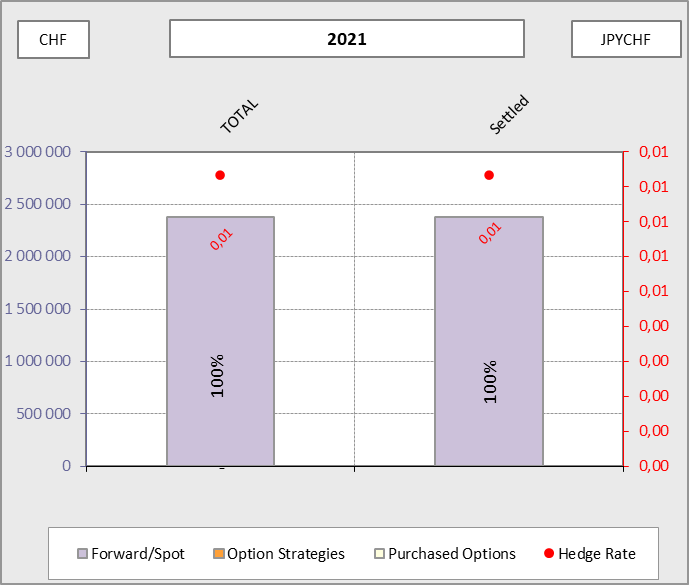 CHF
2021
JPYCHF
TOTAL
Settled
3 000 000
2 500 000
2 000 000
1 500 000
1 000 000
500 000
0
0,01
0,01
100%
100%
0,01
0,01
0,01
0,01
0,01
0,00
0,00
0,00
0,00
0,00
Forward/Spot
Option Strategies
Purchased Options
Hedge Rate